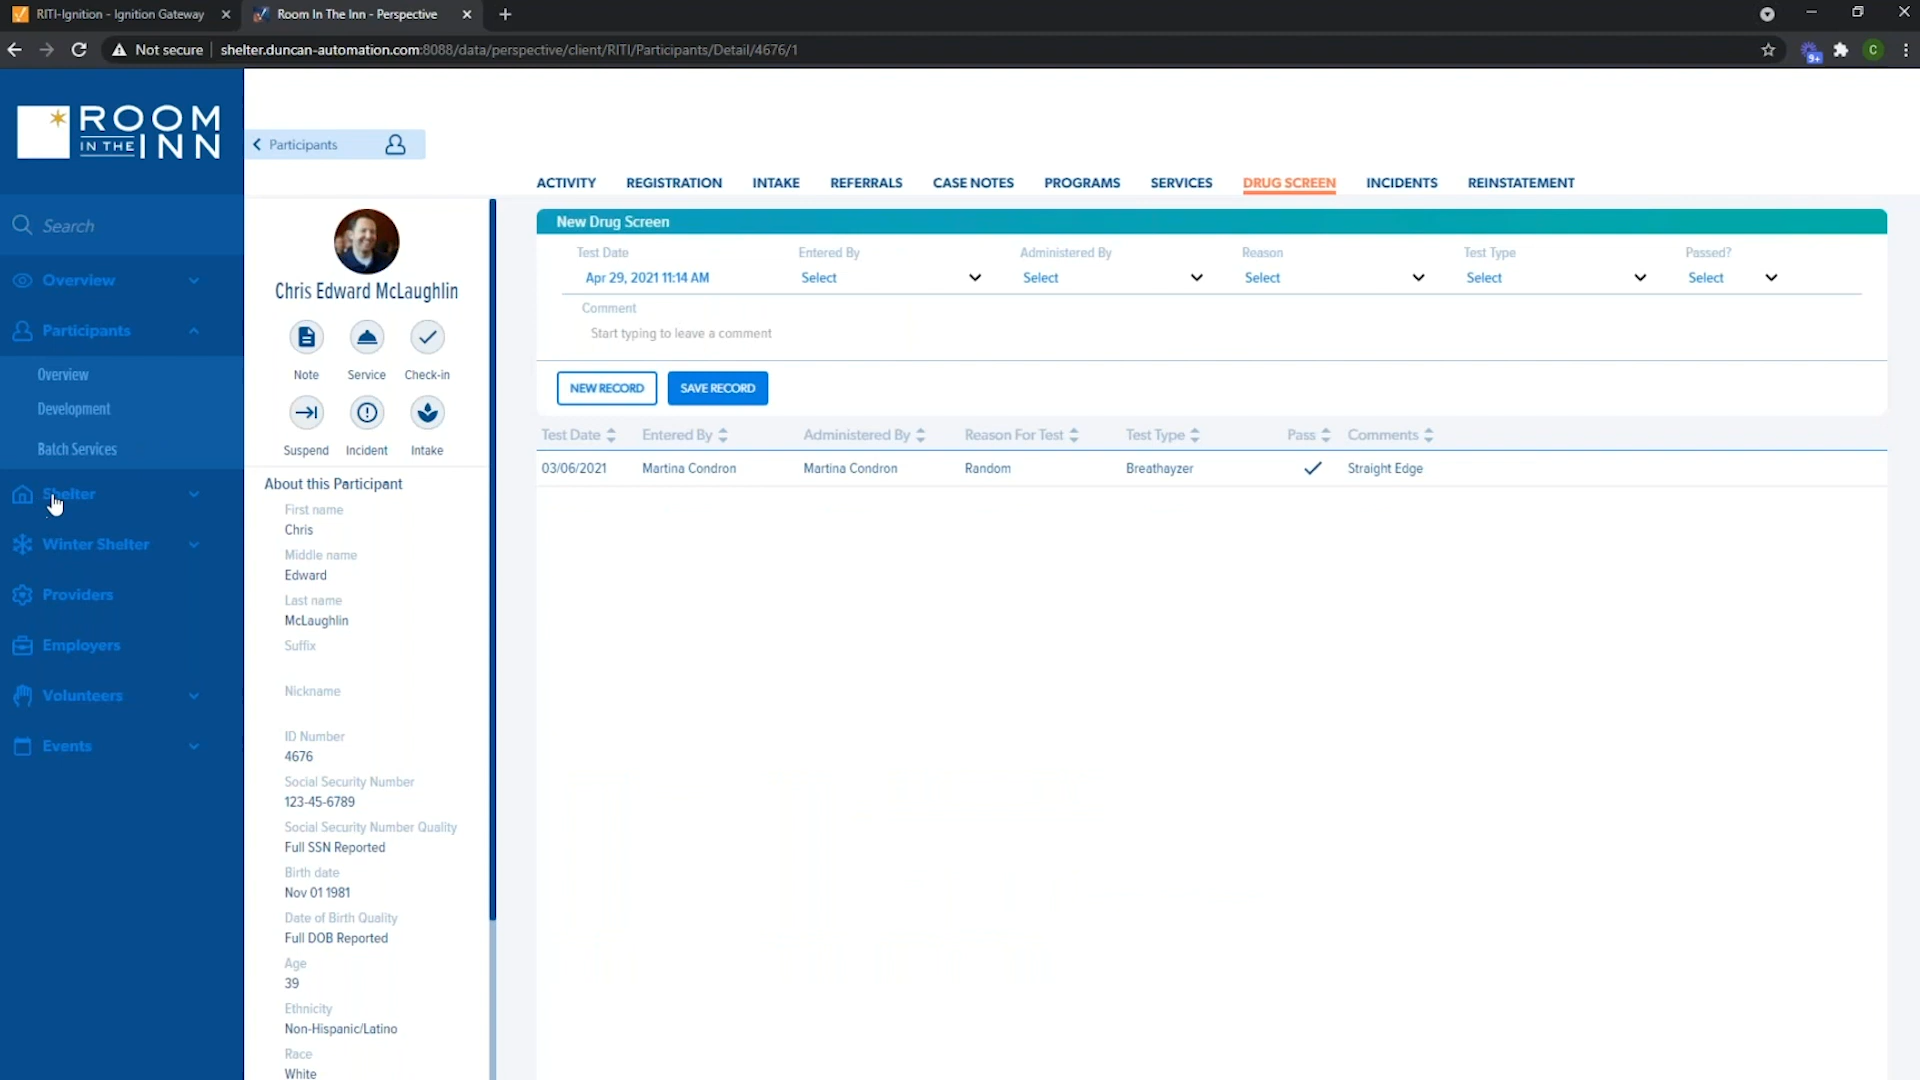 RITI-Ignition - Ignition Gateway
Room In The Inn - Perspective
Not secure
shelter.duncan-automation.com:8088/data/perspective/client/RITI/Participants/Detail/4676/1
9+
C
ROOM
IN THE INN
Participants
Search
Overview
Participants
Overview
Development
Batch Services
Shelter
Winter Shelter
Providers
Employers
Volunteers
Events
Chris Edward McLaughlin
Note Service Check-in
Suspend Incident Intake
About this Participant
First name
Chris
Middle name
Edward
Last name
McLaughlin
Suffix
Nickname
ID Number
4676
Social Security Number
123-45-6789
Social Security Number Quality
Full SSN Reported
Birth date
Nov 01 1981
Date of Birth Quality
Full DOB Reported
Age
39
Ethnicity
Non-Hispanic/Latino
Race
White
ACTIVITY REGISTRATION INTAKE REFERRALS CASE NOTES PROGRAMS SERVICES DRUG SCREEN INCIDENTS REINSTATEMENT
New Drug Screen
Test Date Entered By Administered By Reason Test Type Passed?
Apr 29, 2021 11:14 AM Select Select Select Select Select
Comment
Start typing to leave a comment
NEW RECORD SAVE RECORD
Test Date Entered By Administered By Reason For Test Test Type Pass Comments
03/06/2021 Martina Condron Martina Condron Random Breathayzer Straight Edge